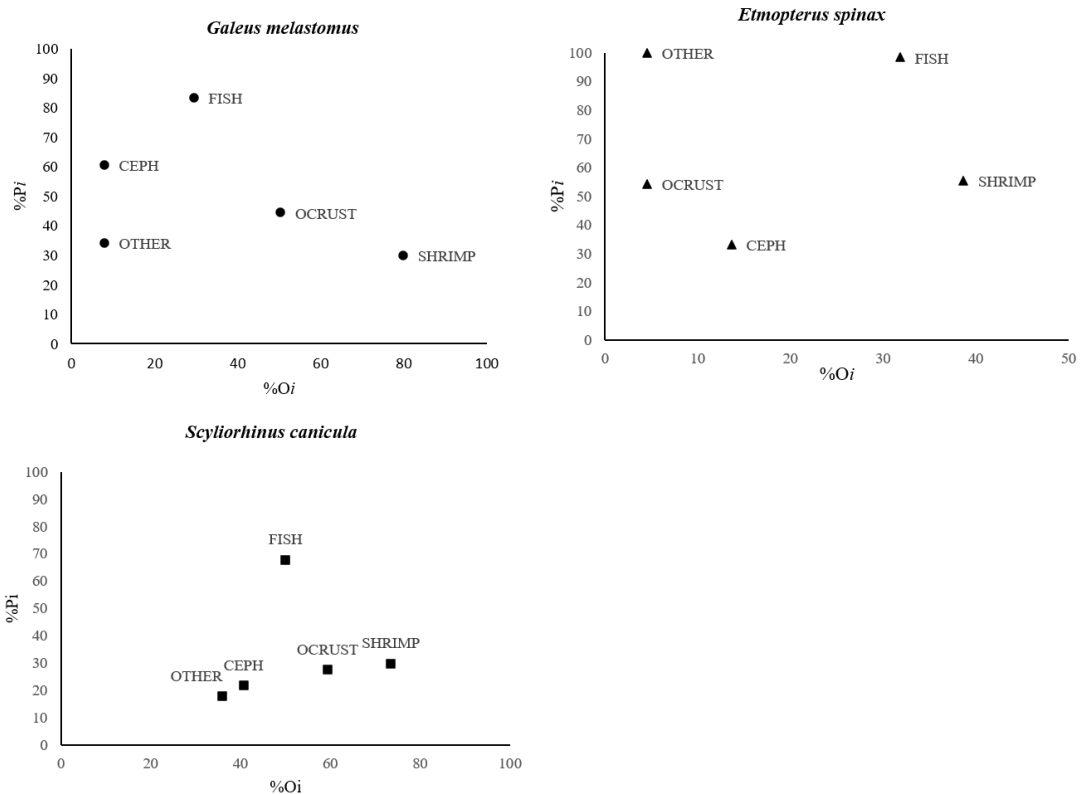 Galeus melastomus
100
90
80
70
60
50
40
30
20
10
0
%Pi
FISH
CEPH
OCRUST
OTHER
SHRIMP
0 20 40 60 80 100
%Oi
Etmopterus spinax
100
90
80
70
60
50
40
30
20
10
0
%Pi
OTHER
FISH
OCRUST
SHRIMP
CEPH
0 10 20 30 40 50
%Oi
Scyliorhinus canicula
100
90
80
70
60
50
40
30
20
10
0
%Pi
FISH
OCRUST SHRIMP
OTHER CEPH
0 20 40 60 80 100
%Oi